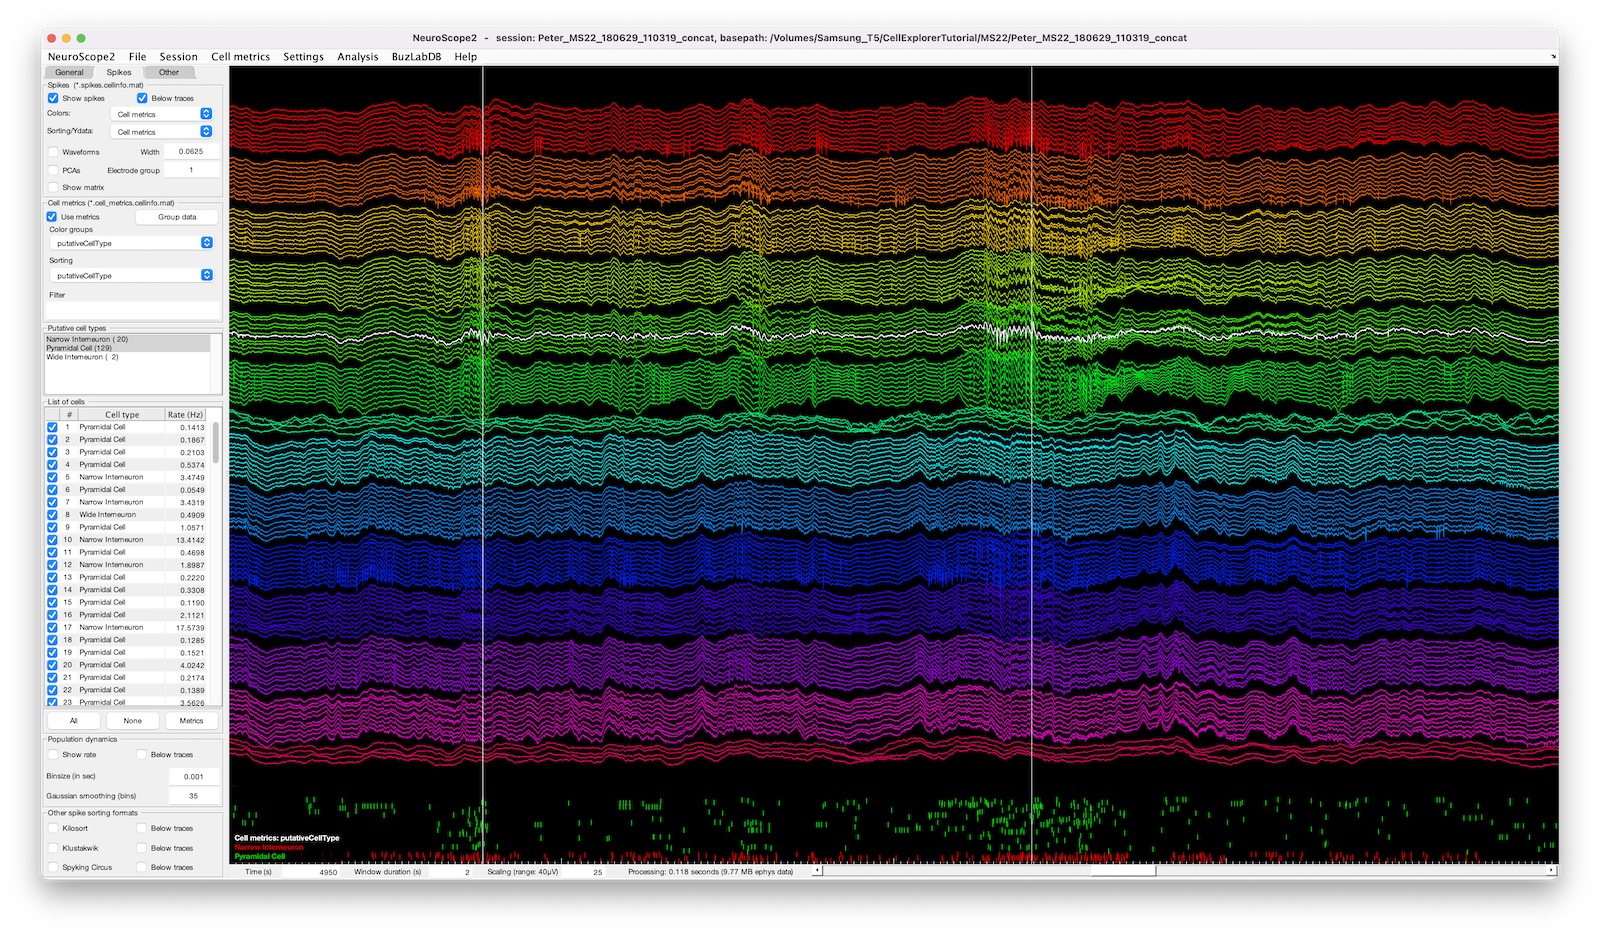 NeuroScope2 - session: Peter_MS22_180629_110319_concat, basepath: /Volumes/Samsung_T5/CellExplorerTutorial/MS22/Peter_MS22_180629_110319_concat
NeuroScope2 File Session Cell metrics Settings Analysis BuzLabDB Help
General Spikes Other
Spikes (*.spikes.cellinfo.mat)
Show spikes Below traces
Colors: Cell metrics
Sorting/Ydata: Cell metrics
Waveforms Width 0.0625
PCAs Electrode group 1
Show matrix
Cell metrics (*.cell_metrics.cellinfo.mat)
Use metrics Group data
Color groups
putativeCellType
Sorting
putativeCellType
Filter
Putative cell types
Narrow Interneuron ( 20)
Pyramidal Cell (129)
Wide Interneuron ( 2)
List of cells
# Cell type Rate (Hz)
1 Pyramidal Cell 0.1413
2 Pyramidal Cell 0.1867
3 Pyramidal Cell 0.2103
4 Pyramidal Cell 0.5374
5 Narrow Interneuron 3.4749
6 Pyramidal Cell 0.0549
7 Narrow Interneuron 3.4319
8 Wide Interneuron 0.4909
9 Pyramidal Cell 1.0571
10 Narrow Interneuron 13.4142
11 Pyramidal Cell 0.4698
12 Narrow Interneuron 1.8987
13 Pyramidal Cell 0.2220
14 Pyramidal Cell 0.3308
15 Pyramidal Cell 0.1190
16 Pyramidal Cell 2.1121
17 Narrow Interneuron 17.5739
18 Pyramidal Cell 0.1285
19 Pyramidal Cell 0.1521
20 Pyramidal Cell 4.0242
21 Pyramidal Cell 0.2174
22 Pyramidal Cell 0.1389
23 Pyramidal Cell 3.5626
All None Metrics
Population dynamics
Show rate Below traces
Binsize (in sec) 0.001
Gaussian smoothing (bins) 35
Other spike sorting formats
Kilosort Below traces
Klustakwik Below traces
Spyking Circus Below traces
Cell metrics: putativeCellType
Narrow Interneuron
Pyramidal Cell
Time (s) 4950 Window duration (s) 2 Scaling (range: 40µV) 25 Processing: 0.118 seconds (9.77 MB ephys data)